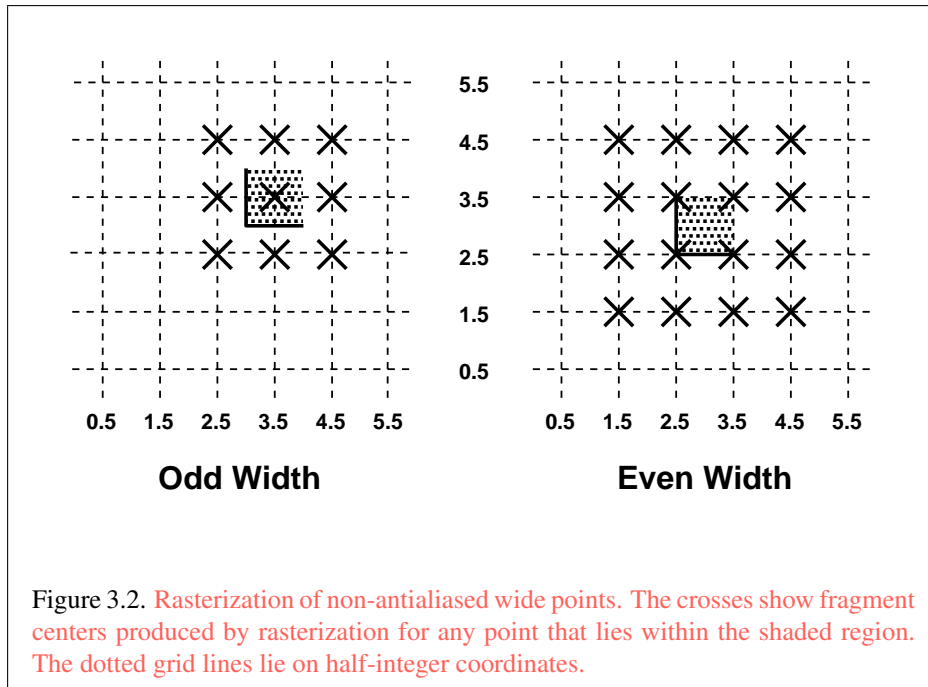 5.5
4.5
3.5
2.5
1.5
0.5
0.5 1.5 2.5 3.5 4.5 5.5
0.5 1.5 2.5 3.5 4.5 5.5
Odd Width
Even Width
Figure 3.2. Rasterization of non-antialiased wide points. The crosses show fragment
centers produced by rasterization for any point that lies within the shaded region.
The dotted grid lines lie on half-integer coordinates.